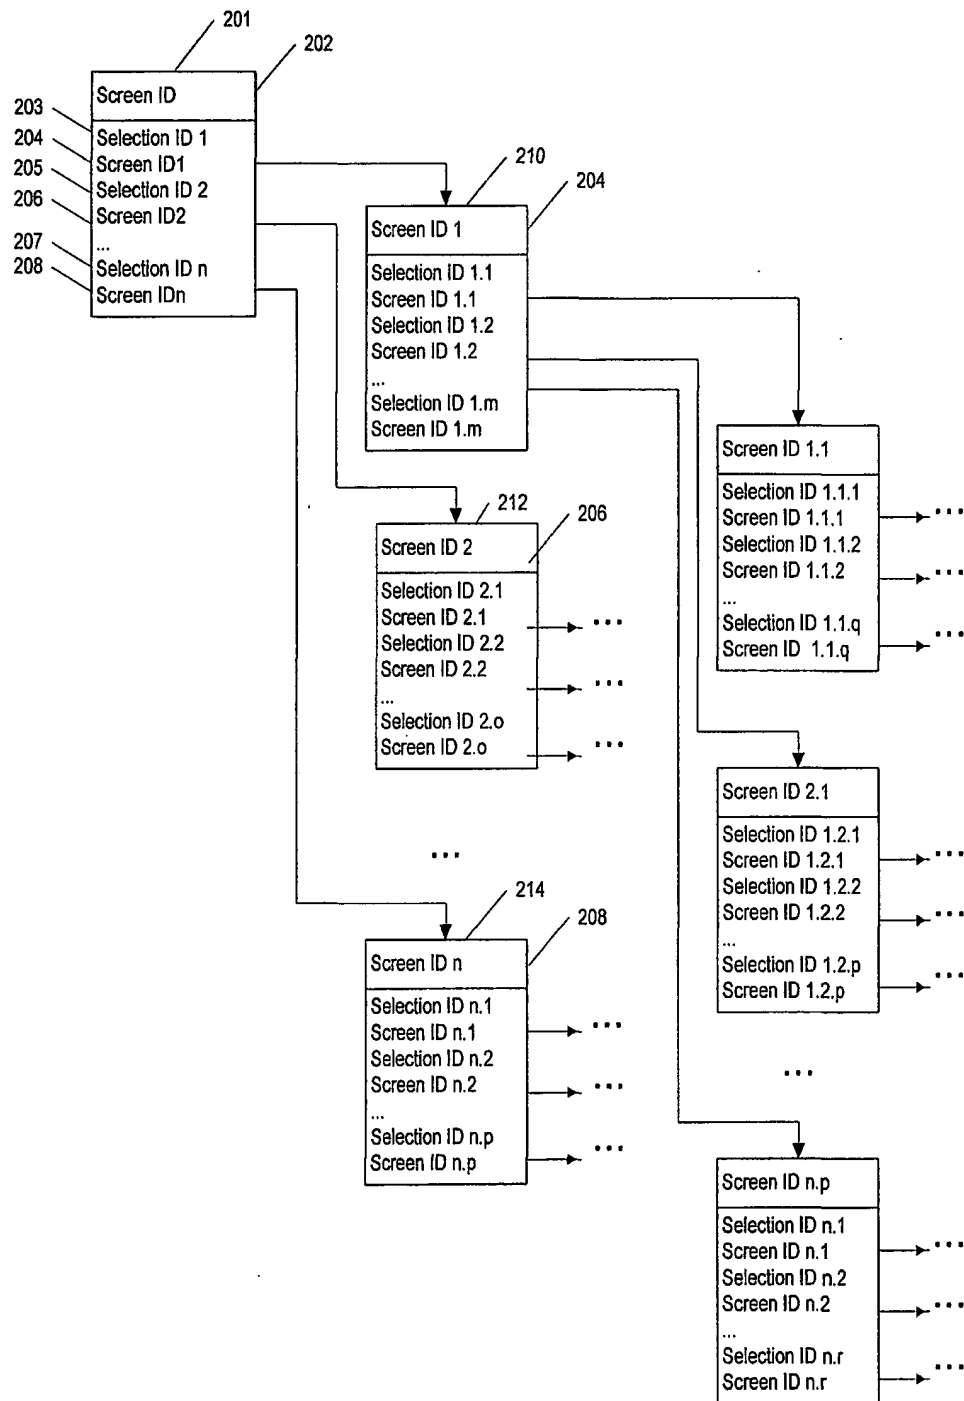 201
202
Screen ID
203
204
205
206
207
208
Selection ID 1
Screen ID1
Selection ID 2
Screen ID2
...
Selection ID n
Screen IDn
210
204
Screen ID 1
Selection ID 1.1
Screen ID 1.1
Selection ID 1.2
Screen ID 1.2
...
Selection ID 1.m
Screen ID 1.m
Screen ID 1.1
Selection ID 1.1.1
Screen ID 1.1.1
...
Selection ID 1.1.2
Screen ID 1.1.2
...
...
Selection ID 1.1.q
Screen ID 1.1.q
...
212
206
Screen ID 2
Selection ID 2.1
Screen ID 2.1
...
Selection ID 2.2
Screen ID 2.2
...
...
Selection ID 2.o
Screen ID 2.o
...
Screen ID 2.1
Selection ID 1.2.1
Screen ID 1.2.1
...
Selection ID 1.2.2
Screen ID 1.2.2
...
...
Selection ID 1.2.p
Screen ID 1.2.p
...
...
214
208
Screen ID n
Selection ID n.1
Screen ID n.1
...
Selection ID n.2
Screen ID n.2
...
...
Selection ID n.p
Screen ID n.p
...
...
Screen ID n.p
Selection ID n.1
Screen ID n.1
...
Selection ID n.2
Screen ID n.2
...
...
Selection ID n.r
Screen ID n.r
...